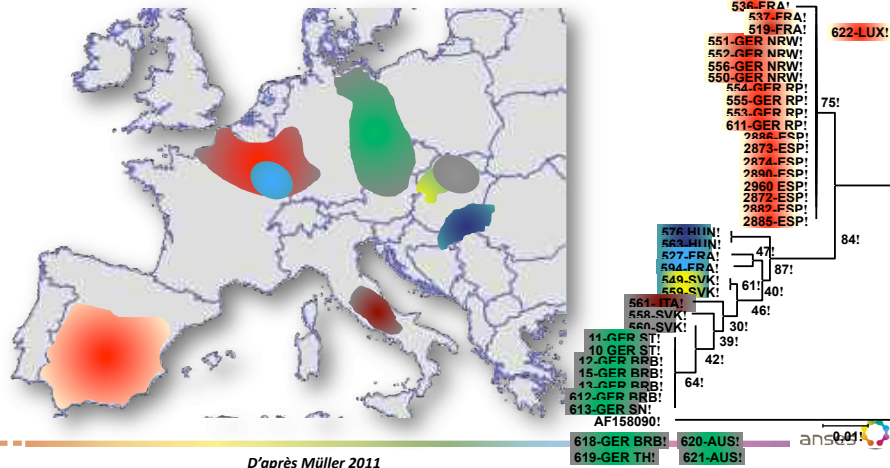 536-FRA!
537-FRA!
519-FRA!
622-LUX!
551-GER NRW!
552-GER NRW!
556-GER NRW!
550-GER NRW!
554-GER RP!
555-GER RP!
553-GER RP!
611-GER RP!
2886-ESP!
2873-ESP!
2874-ESP!
2890-ESP!
2960 ESP!
2872-ESP!
2882-ESP!
2885-ESP!
75!
84!
576 HUN!
563-HUN!
527-FRA!
594-FRA!
549-SVK!
559-SVK!
561- ITA!
558-SVK!
560-SVK!
11-GER ST!
10 GER ST!
12-GER BRB!
15-GER BRB!
13-GER BRB!
612-GER BRB!
613-GER SN!
AF158090!
47!
87!
61!
40!
46!
30!
39!
42!
64!
0,01!
618-GER BRB!
620-AUS!
619-GER TH!
621-AUS!
anses
D'après Müller 2011